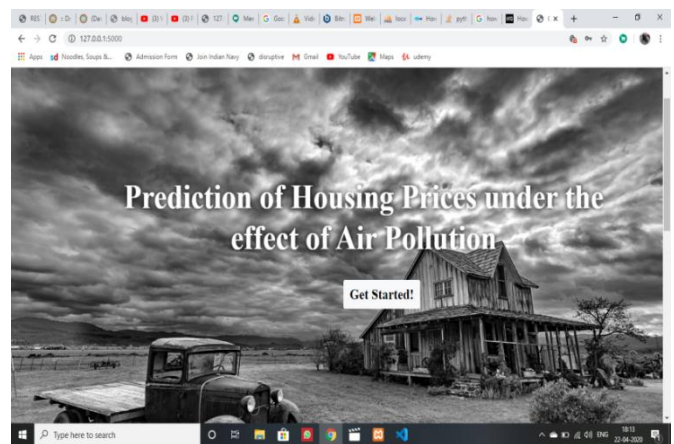 RES
127
127.0.0.1:5000
Apps
Noodles, Soups &...
Admission Form
Join Indian Navy
disruptive
Gmail
YouTube
Maps
udemy
Prediction of Housing Prices under the
effect of Air Pollution
Get Started!
Type here to search
ENG
18:13
22-04-2020